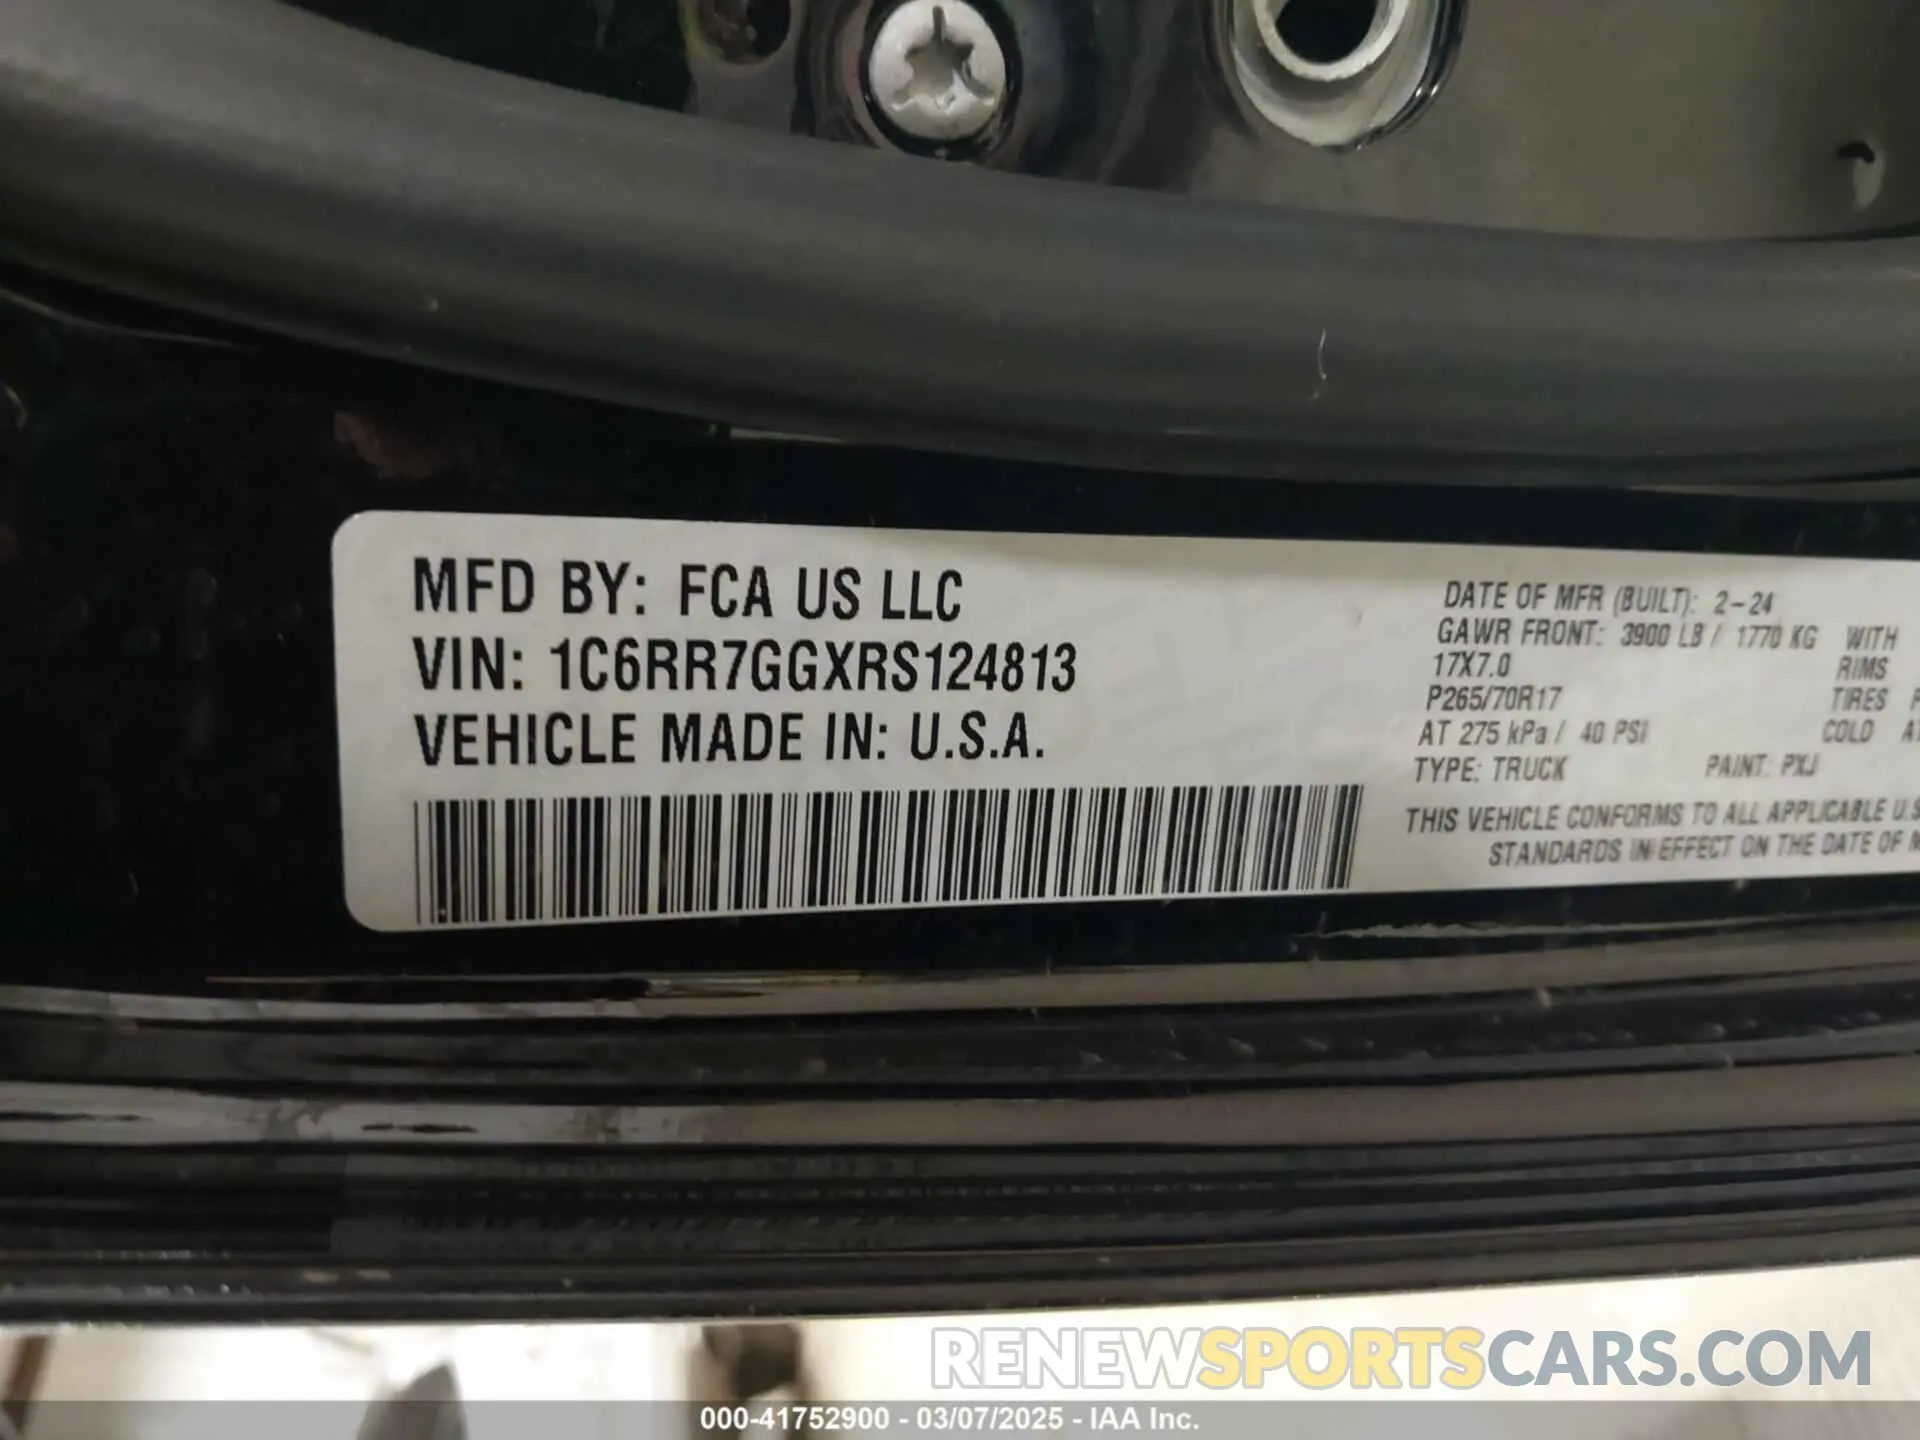 MFD BY: FCA US LLC
VIN: 1C6RR7GGXRS124813
VEHICLE MADE IN: U.S.A.
DATE OF MFR (BUILT): 2-24
GAWR FRONT: 3900 LB / 1770 KG WITH
17X7.0 RIMS
P265/70R17 TIRES
AT 275 kPa / 40 PSI COLD
TYPE: TRUCK PAINT: PXJ
THIS VEHICLE CONFORMS TO ALL APPLICABLE U.S
STANDARDS IN EFFECT ON THE DATE OF
RENEWSPORTSCARS.COM
000-41752900 - 03/07/2025 - IAA Inc.